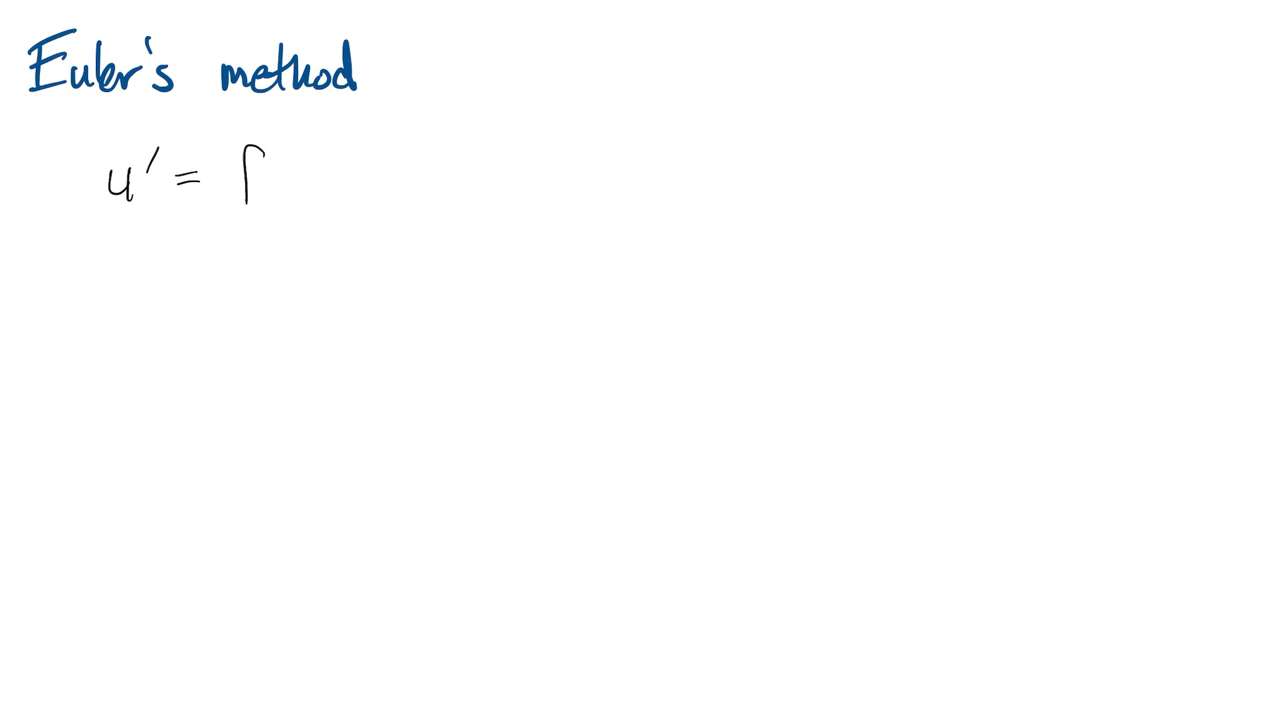 Euler's method
u' = f